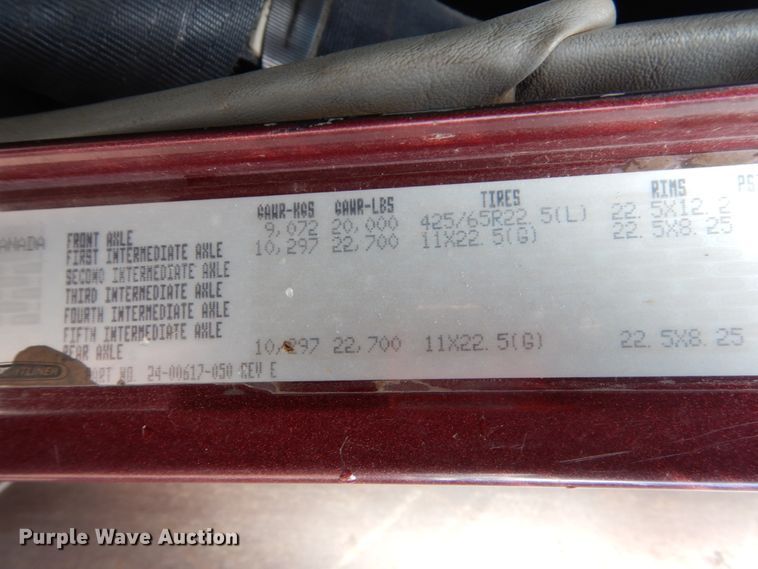 GAWR-KGS GAWR-LBS TIRES RIMS PS
ANADA
FRONT AXLE 9,072 20,000 425/65R22.5(L) 22.5X12.2
FIRST INTERMEDIATE AXLE 10,297 22,700 11X22.5(G) 22.5X8.25
SECOND INTERMEDIATE AXLE
THIRD INTERMEDIATE AXLE
FOURTH INTERMEDIATE AXLE
FIFTH INTERMEDIATE AXLE
REAR AXLE 10,297 22,700 11X22.5(G) 22.5X8.25
PART NO. 24-00617-050 REV E
Purple Wave Auction